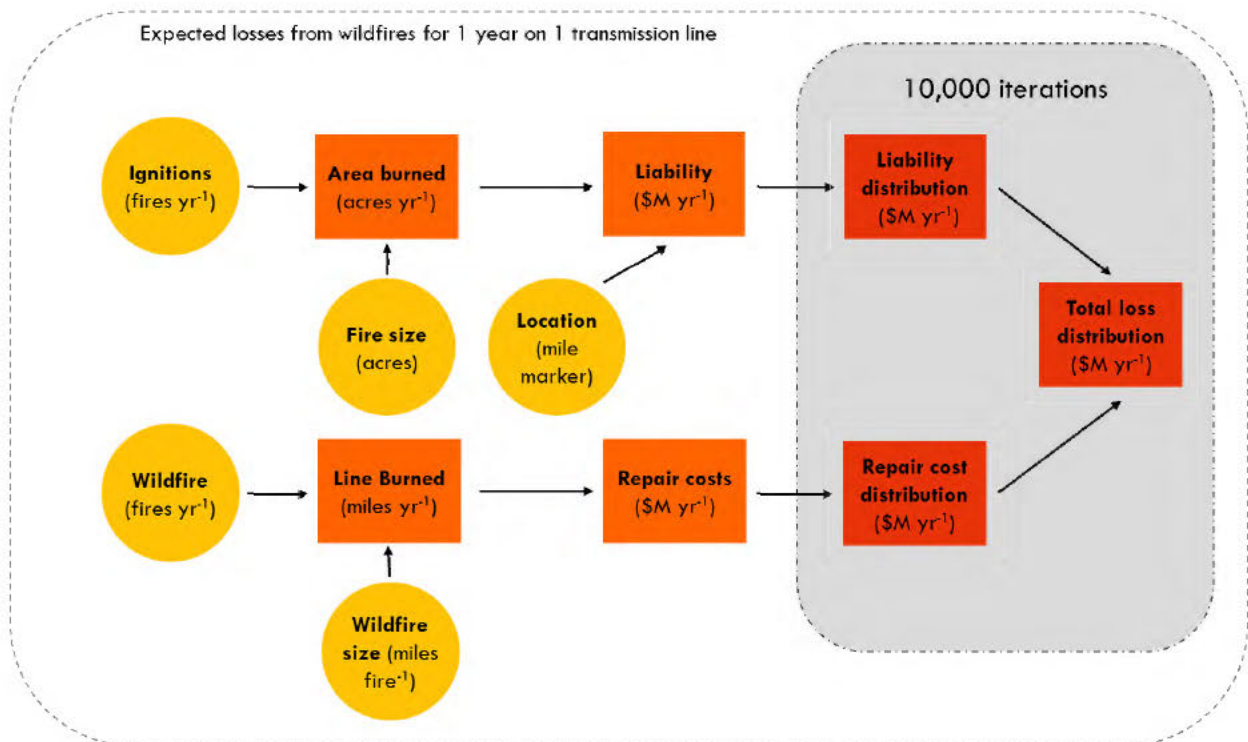 Expected losses from wildfires for 1 year on 1 transmission line
10,000 iterations
Ignitions
(fires yr⁻¹)
Area burned
(acres yr⁻¹)
Liability
($M yr⁻¹)
Liability
distribution
($M yr⁻¹)
Fire size
(acres)
Location
(mile
marker)
Total loss
distribution
($M yr⁻¹)
Wildfire
(fires yr⁻¹)
Line Burned
(miles yr⁻¹)
Repair costs
($M yr⁻¹)
Repair cost
distribution
($M yr⁻¹)
Wildfire
size (miles
fire⁻¹)